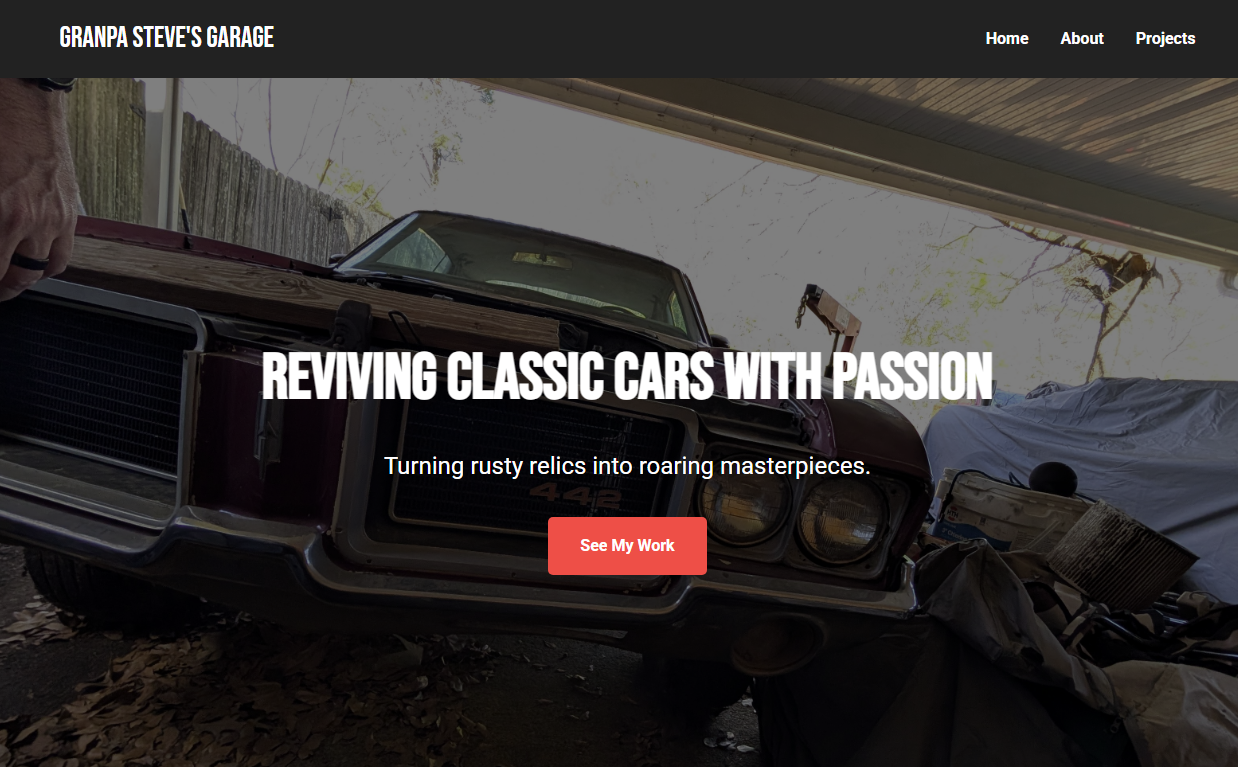 GRANPA STEVE'S GARAGE
Home About Projects
REVIVING CLASSIC CARS WITH PASSION
Turning rusty relics into roaring masterpieces.
442
See My Work